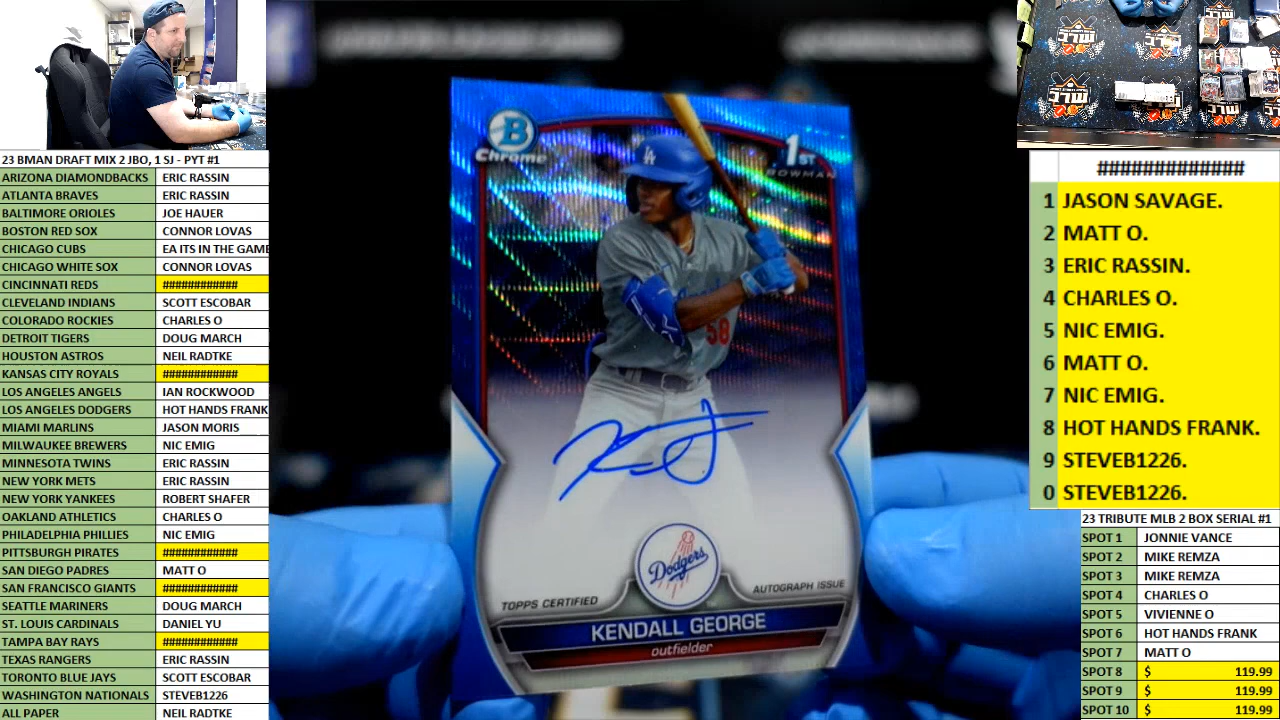 23 BMAN DRAFT MIX 2 JBO, 1 SJ - PYT #1
ARIZONA DIAMONDBACKS ERIC RASSIN
ATLANTA BRAVES ERIC RASSIN
BALTIMORE ORIOLES JOE HAUER
BOSTON RED SOX CONNOR LOVAS
CHICAGO CUBS EA ITS IN THE GAME
CHICAGO WHITE SOX CONNOR LOVAS
CINCINNATI REDS ############
CLEVELAND INDIANS SCOTT ESCOBAR
COLORADO ROCKIES CHARLES O
DETROIT TIGERS DOUG MARCH
HOUSTON ASTROS NEIL RADTKE
KANSAS CITY ROYALS ############
LOS ANGELES ANGELS IAN ROCKWOOD
LOS ANGELES DODGERS HOT HANDS FRANK
MIAMI MARLINS JASON MORIS
MILWAUKEE BREWERS NIC EMIG
MINNESOTA TWINS ERIC RASSIN
NEW YORK METS ERIC RASSIN
NEW YORK YANKEES ROBERT SHAFER
OAKLAND ATHLETICS CHARLES O
PHILADELPHIA PHILLIES NIC EMIG
PITTSBURGH PIRATES ############
SAN DIEGO PADRES MATT O
SAN FRANCISCO GIANTS ############
SEATTLE MARINERS DOUG MARCH
ST. LOUIS CARDINALS DANIEL YU
TAMPA BAY RAYS ############
TEXAS RANGERS ERIC RASSIN
TORONTO BLUE JAYS SCOTT ESCOBAR
WASHINGTON NATIONALS STEVEB1226
ALL PAPER NEIL RADTKE
B
Chrome
1ST
BOWMAN
LA
58
Dodgers
TOPPS CERTIFIED
AUTOGRAPH ISSUE
KENDALL GEORGE
outfielder
##############
1 JASON SAVAGE.
2 MATT O.
3 ERIC RASSIN.
4 CHARLES O.
5 NIC EMIG.
6 MATT O.
7 NIC EMIG.
8 HOT HANDS FRANK.
9 STEVEB1226.
0 STEVEB1226.
23 TRIBUTE MLB 2 BOX SERIAL #1
SPOT 1 JONNIE VANCE
SPOT 2 MIKE REMZA
SPOT 3 MIKE REMZA
SPOT 4 CHARLES O
SPOT 5 VIVIENNE O
SPOT 6 HOT HANDS FRANK
SPOT 7 MATT O
SPOT 8 $ 119.99
SPOT 9 $ 119.99
SPOT 10 $ 119.99